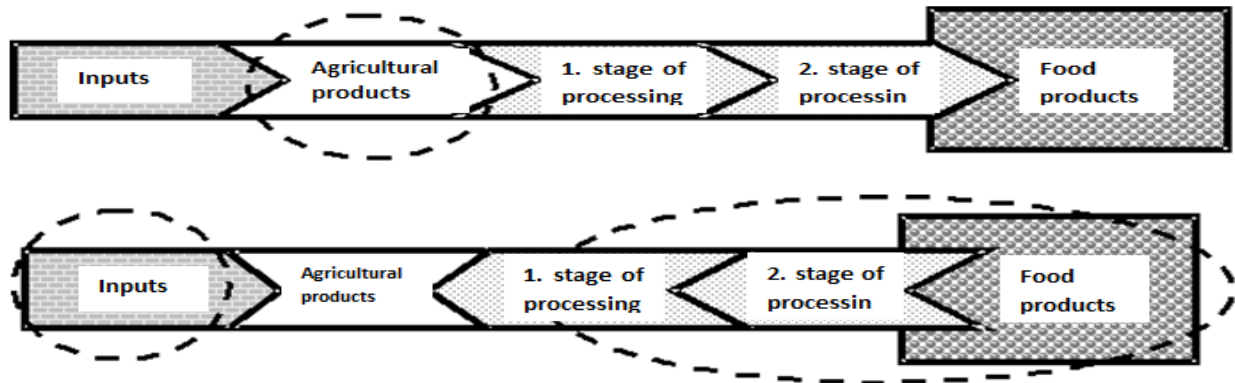 Inputs
Agricultural
products
1. stage of
processing
2. stage of
processin
Food
products
Inputs
Agricultural
products
1. stage of
processing
2. stage of
processin
Food
products